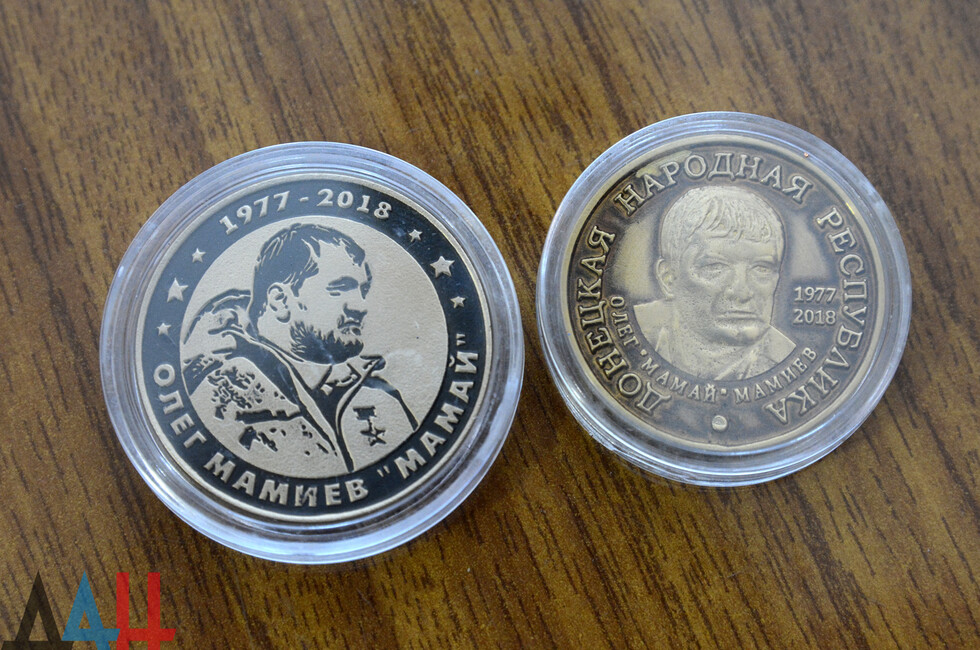 1977 - 2018
ОЛЕГ МАМИЕВ "МАМАЙ"
ДОНЕЦКАЯ НАРОДНАЯ РЕСПУБЛИКА
1977
2018
ОЛЕГ "МАМАЙ" МАМИЕВ
ДАН